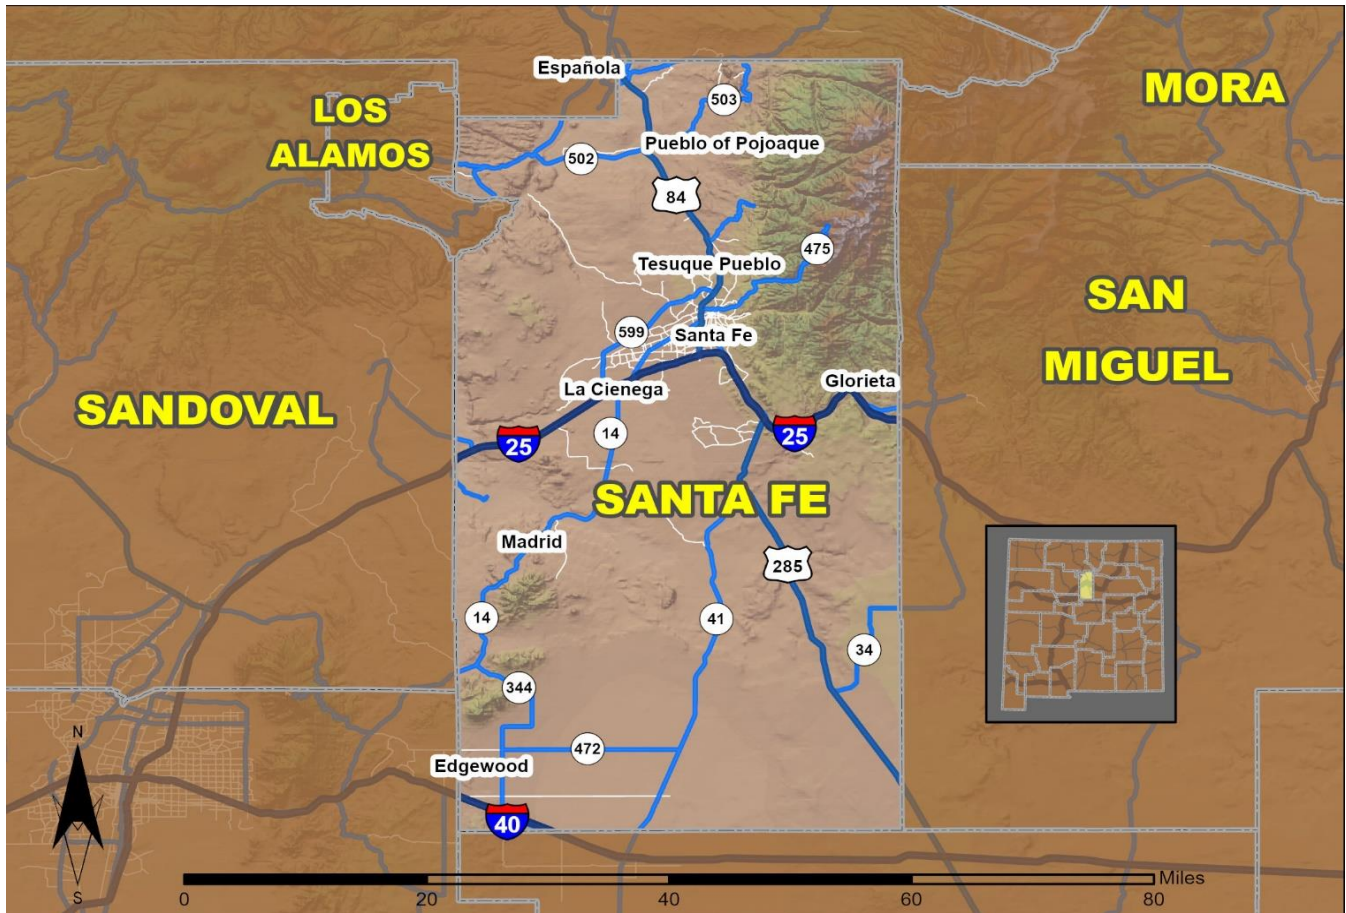 Española
503
MORA
LOS
ALAMOS
Pueblo of Pojoaque
502
84
475
Tesuque Pueblo
SAN
MIGUEL
599
Santa Fe
Glorieta
La Cienega
SANDOVAL
25
14
25
SANTA FE
Madrid
285
14
41
34
344
N
472
Edgewood
40
S
Miles
0
20
40
60
80